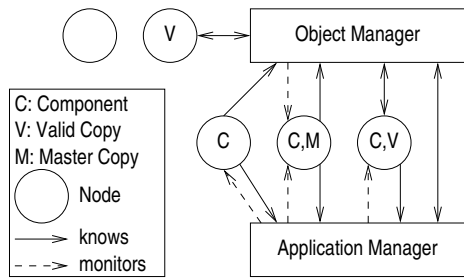 V
Object Manager
C: Component
V: Valid Copy
M: Master Copy
Node
knows
monitors
C
C,M
C,V
Application Manager